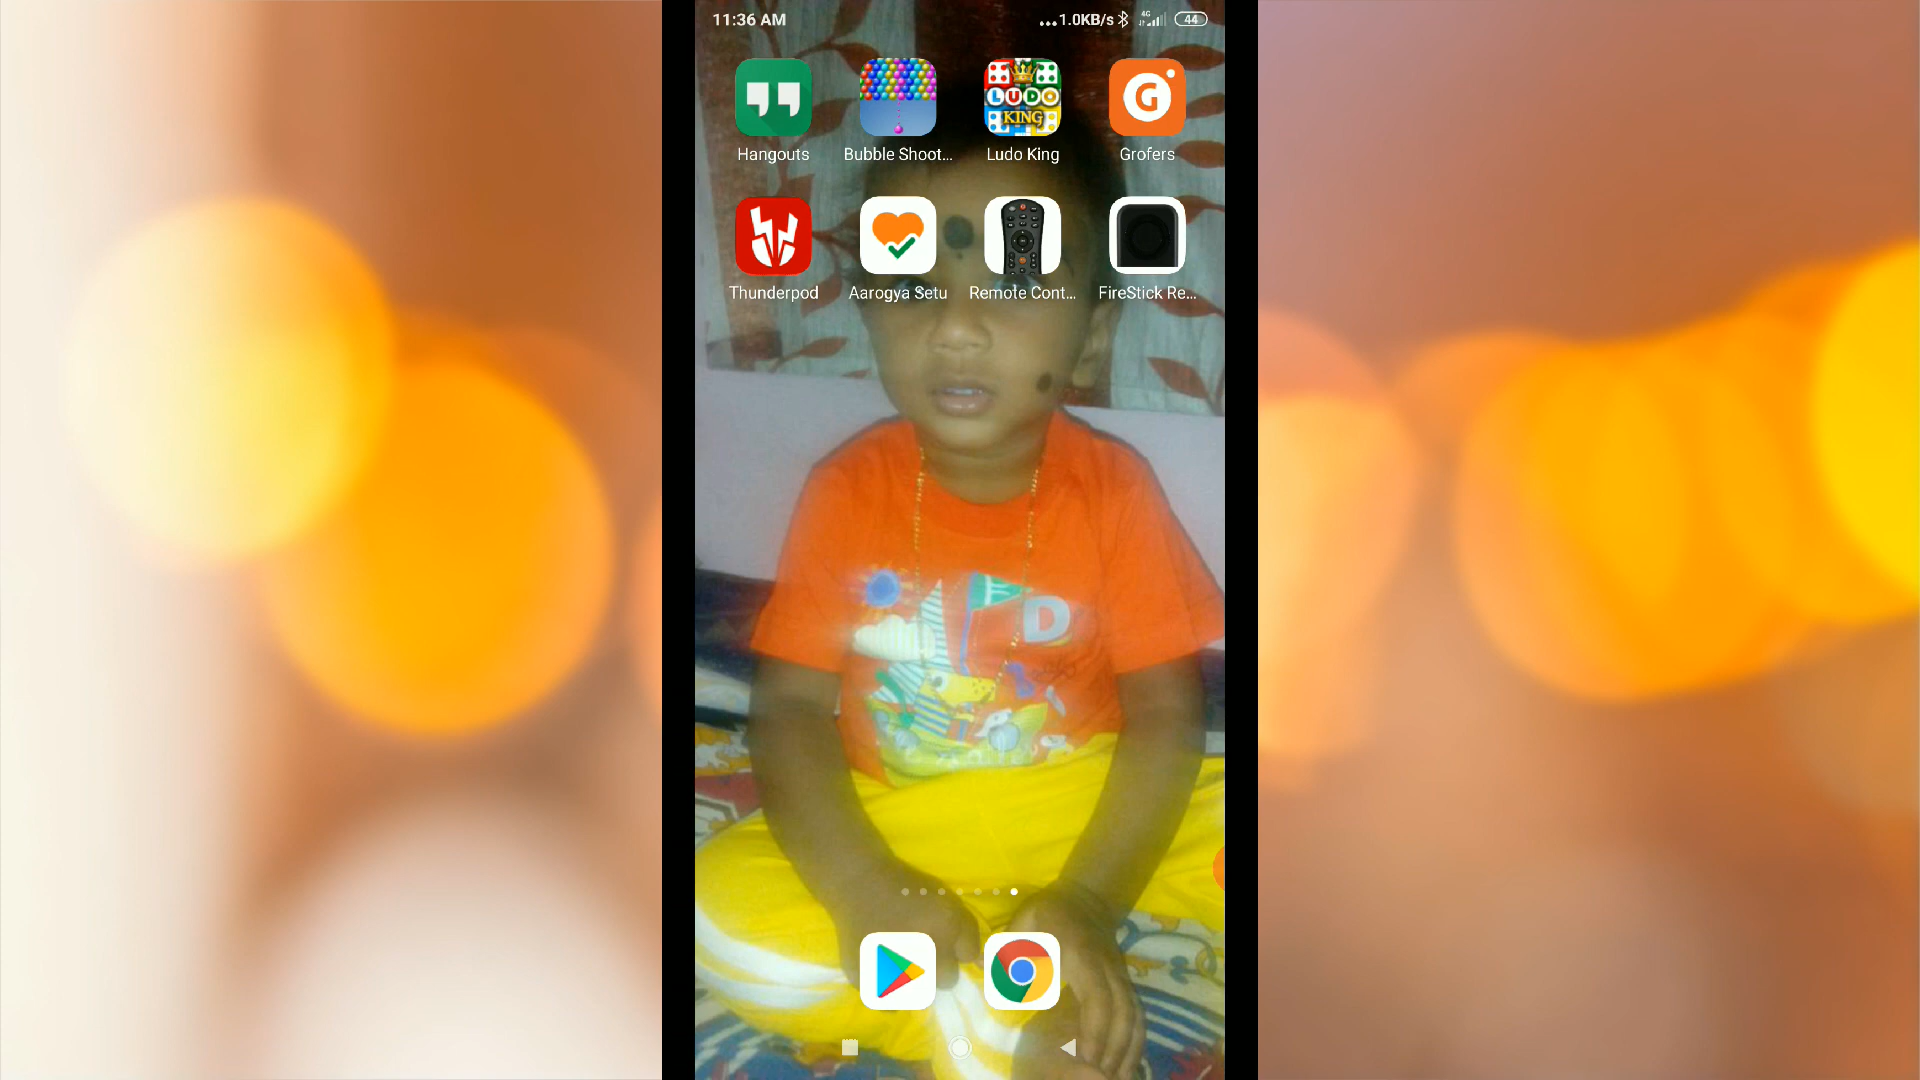 11:36 AM
...1.0KB/s 4G 44
LUDO
KING
G
Hangouts Bubble Shoot... Ludo King Grofers
Thunderpod Aarogya Setu Remote Cont... FireStick Re...
F
D